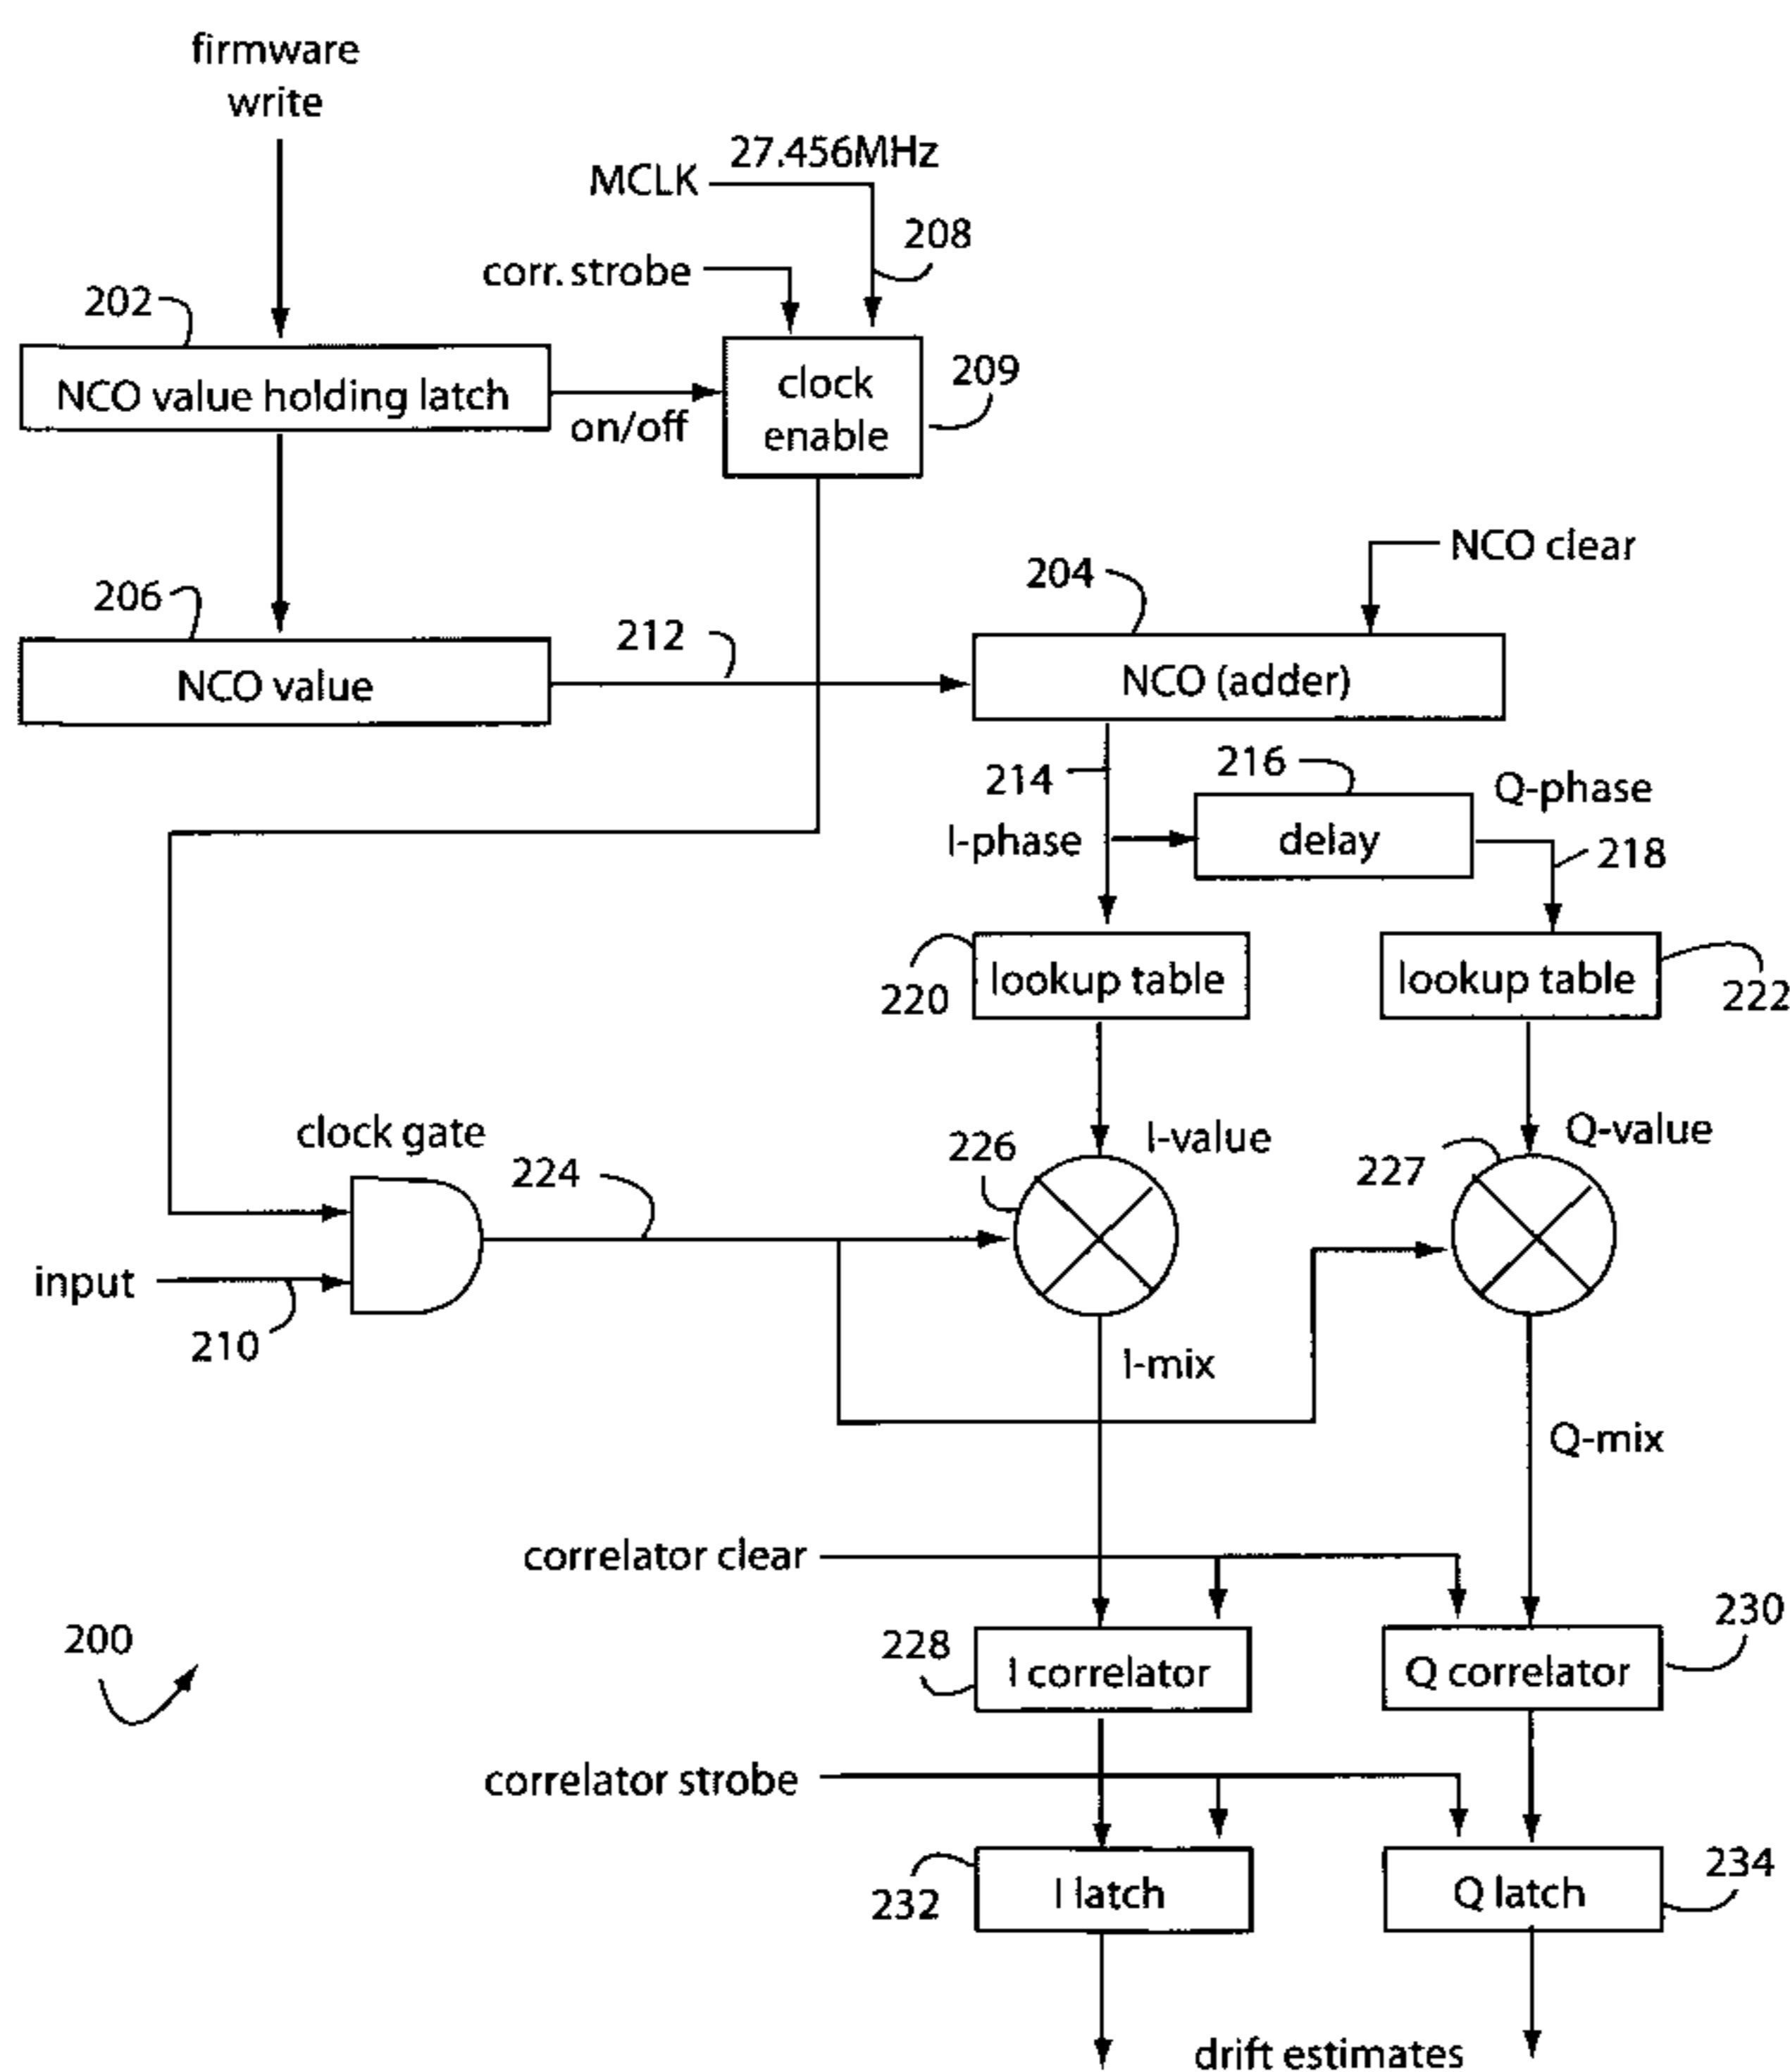 firmware
write
27.456MHz
MCLK
208
corr. strobe
202
NCO value holding latch
on/off
clock
enable
209
NCO clear
204
206
NCO value
212
NCO (adder)
214
216
Q-phase
I-phase
delay
218
lookup table
220
lookup table
222
clock gate
224
226
I-value
227
Q-value
input
210
I-mix
Q-mix
correlator clear
200
228
I correlator
Q correlator
230
correlator strobe
232
I latch
Q latch
234
drift estimates